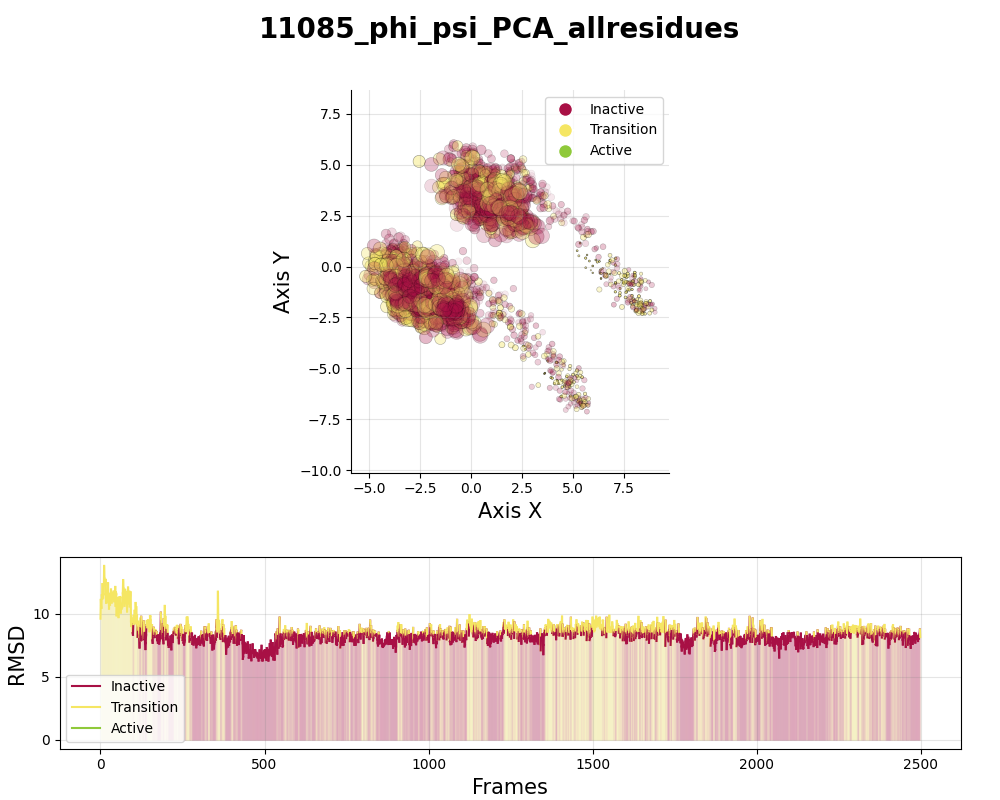 11085_phi_psi_PCA_allresidues
Inactive
Transition
Active
7.5
5.0
2.5
0.0
−2.5
−5.0
−7.5
−10.0
Axis Y
−5.0 −2.5 0.0 2.5 5.0 7.5
Axis X
10
5
0
RMSD
Inactive
Transition
Active
0 500 1000 1500 2000 2500
Frames